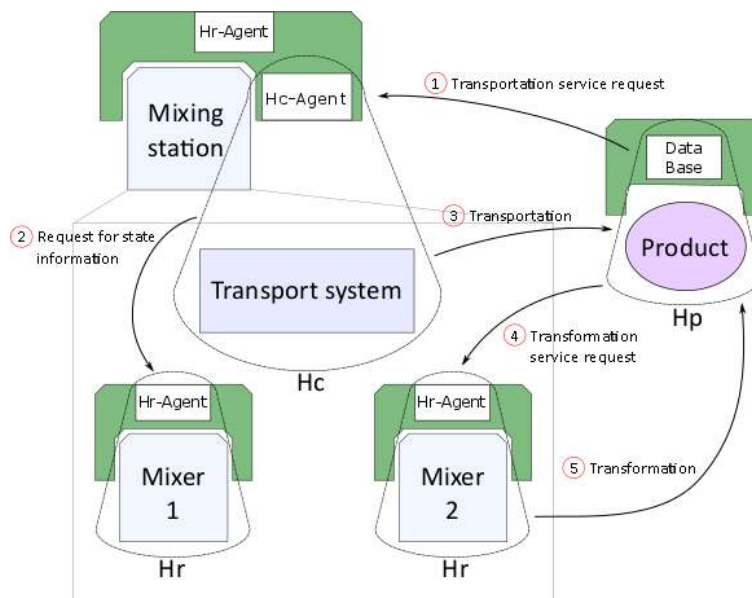 Hr-Agent
Hc-Agent
Mixing
station
1 Transportation service request
Data
Base
2 Request for state
information
3 Transportation
Product
Transport system
Hp
4 Transformation
service request
Hc
Hr-Agent
Hr-Agent
5 Transformation
Mixer
1
Mixer
2
Hr
Hr